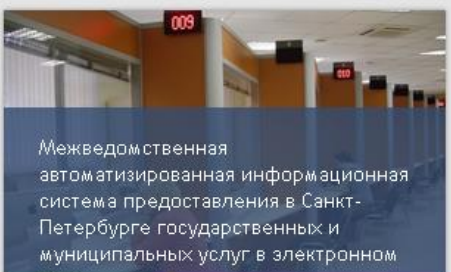 009
010
Межведомственная
автоматизированная информационная
система предоставления в Санкт-
Петербурге государственных и
муниципальных услуг в электронном